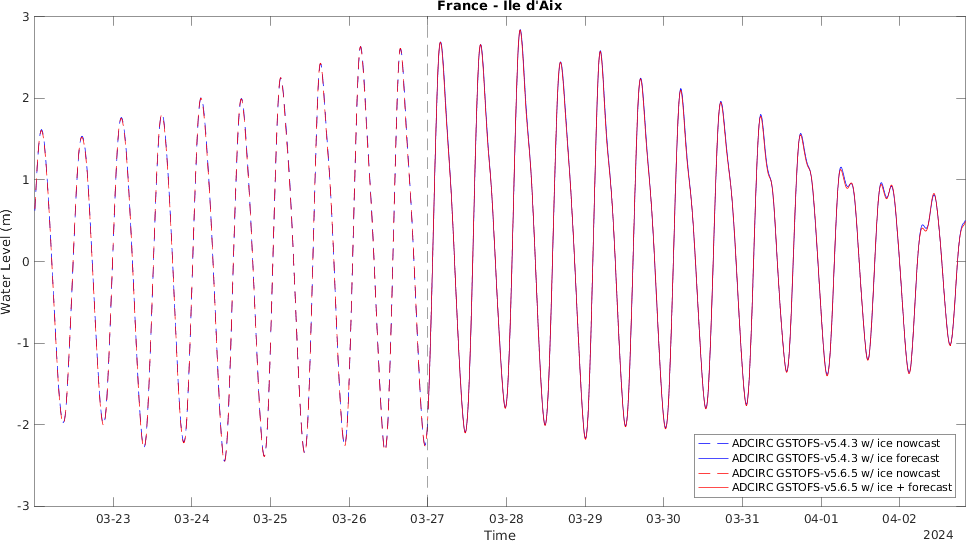 France - Ile d'Aix
3
2
1
0
-1
-2
-3
Water Level (m)
03-23 03-24 03-25 03-26 03-27 03-28 03-29 03-30 03-31 04-01 04-02
Time
2024
ADCIRC GSTOFS-v5.4.3 w/ ice nowcast
ADCIRC GSTOFS-v5.4.3 w/ ice forecast
ADCIRC GSTOFS-v5.6.5 w/ ice nowcast
ADCIRC GSTOFS-v5.6.5 w/ ice + forecast